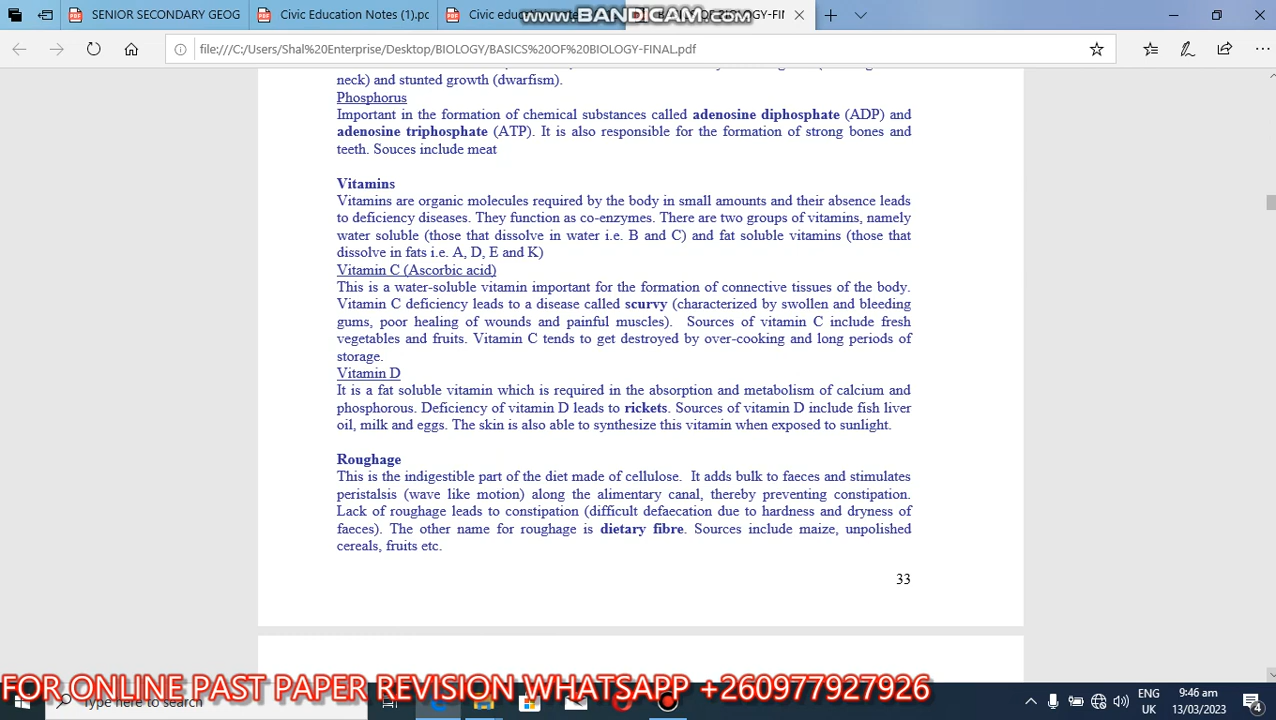 SENIOR SECONDARY GEOG
Civic Education Notes (1).pc
Civic educ
www.BANDICAM.com
OF BIOLOGY-FIN
file:///C:/Users/Shal%20Enterprise/Desktop/BIOLOGY/BASICS%20OF%20BIOLOGY-FINAL.pdf
neck) and stunted growth (dwarfism).
Phosphorus
Important in the formation of chemical substances called adenosine diphosphate (ADP) and
adenosine triphosphate (ATP). It is also responsible for the formation of strong bones and
teeth. Souces include meat
Vitamins
Vitamins are organic molecules required by the body in small amounts and their absence leads
to deficiency diseases. They function as co-enzymes. There are two groups of vitamins, namely
water soluble (those that dissolve in water i.e. B and C) and fat soluble vitamins (those that
dissolve in fats i.e. A, D, E and K)
Vitamin C (Ascorbic acid)
This is a water-soluble vitamin important for the formation of connective tissues of the body.
Vitamin C deficiency leads to a disease called scurvy (characterized by swollen and bleeding
gums, poor healing of wounds and painful muscles). Sources of vitamin C include fresh
vegetables and fruits. Vitamin C tends to get destroyed by over-cooking and long periods of
storage.
Vitamin D
It is a fat soluble vitamin which is required in the absorption and metabolism of calcium and
phosphorous. Deficiency of vitamin D leads to rickets. Sources of vitamin D include fish liver
oil, milk and eggs. The skin is also able to synthesize this vitamin when exposed to sunlight.
Roughage
This is the indigestible part of the diet made of cellulose. It adds bulk to faeces and stimulates
peristalsis (wave like motion) along the alimentary canal, thereby preventing constipation.
Lack of roughage leads to constipation (difficult defaecation due to hardness and dryness of
faeces). The other name for roughage is dietary fibre. Sources include maize, unpolished
cereals, fruits etc.
33
FOR ONLINE PAST PAPER REVISION WHATSAPP +260977927926
Type here to search
ENG
UK
9:46 am
13/03/2023
4